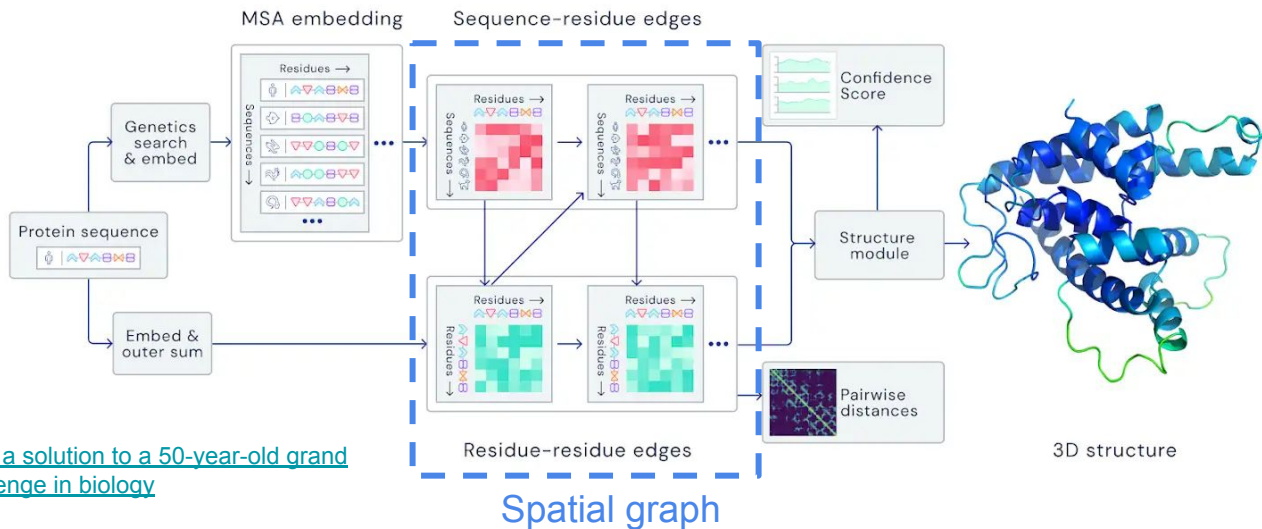 MSA embedding
Sequence-residue edges
Residues →
Sequences →
Genetics
search
& embed
Protein sequence
Embed &
outer sum
Residues →
Sequences →
Residues →
Sequences →
Residues →
Residues →
Residues →
Residues →
Residue-residue edges
Confidence
Score
Structure
module
Pairwise
distances
3D structure
a solution to a 50-year-old grand
enge in biology
Spatial graph